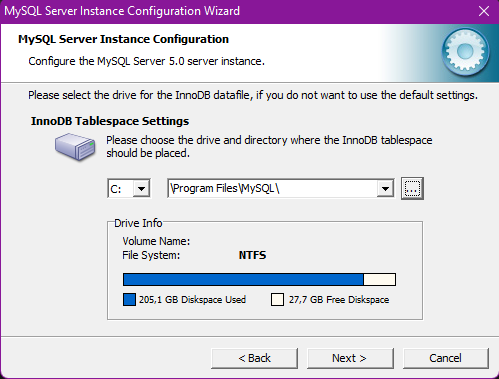 MySQL Server Instance Configuration Wizard
MySQL Server Instance Configuration
Configure the MySQL Server 5.0 server instance.
Please select the drive for the InnoDB datafile, if you do not want to use the default settings.
InnoDB Tablespace Settings
Please choose the drive and directory where the InnoDB tablespace
should be placed.
C: \Program Files\MySQL\ ...
Drive Info
Volume Name:
File System: NTFS
205,1 GB Diskspace Used 27,7 GB Free Diskspace
< Back Next > Cancel